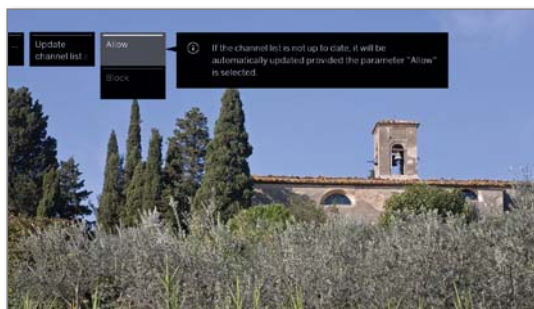 ...
Update
channel list...
Allow
Block
If the channel list is not up to date, it will be
automatically updated provided the parameter "Allow"
is selected.